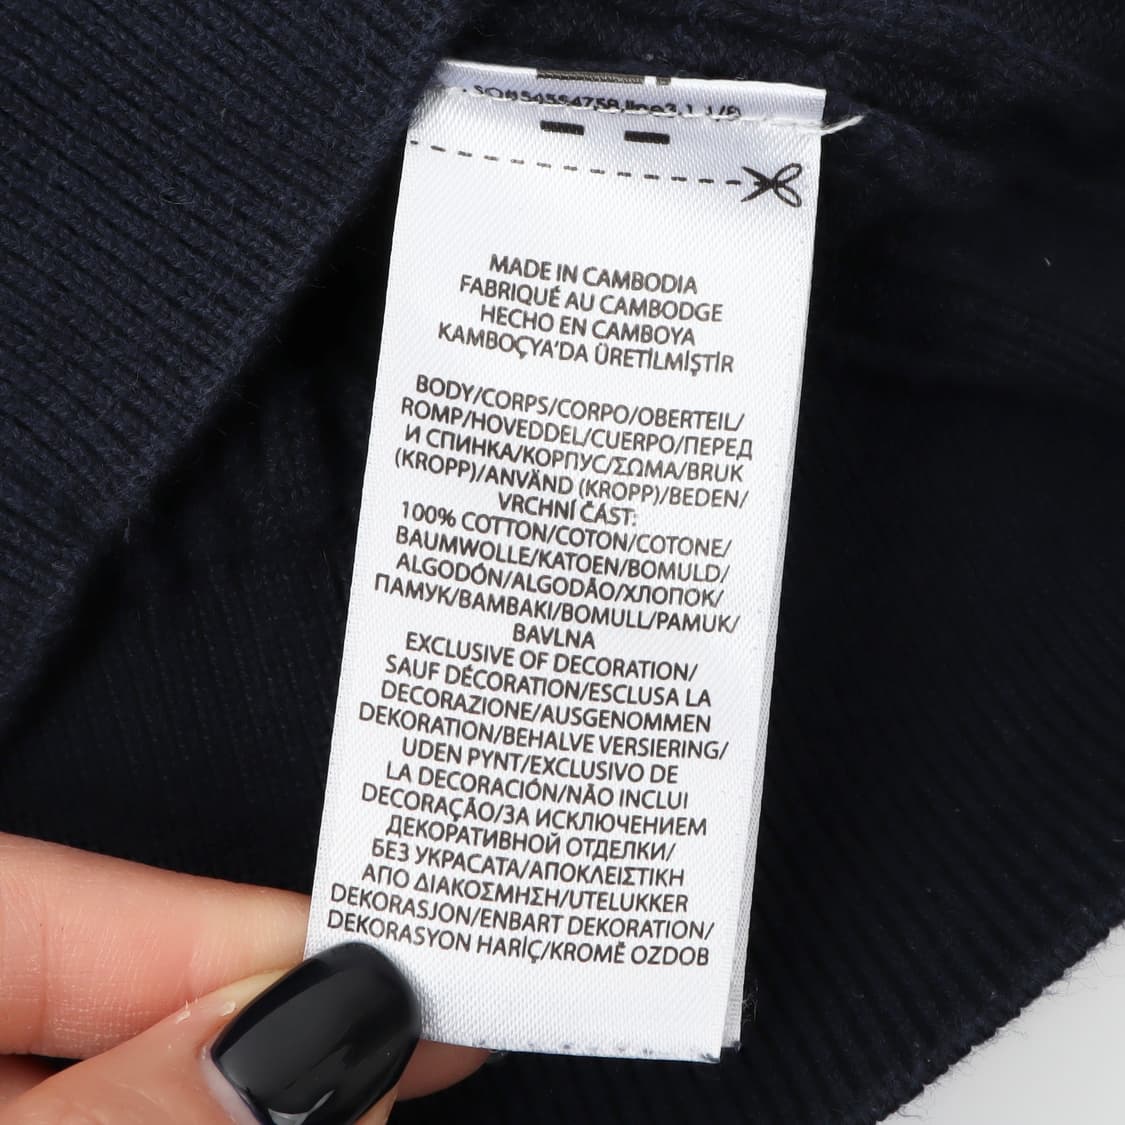 MADE IN CAMBODIA
FABRIQUÉ AU CAMBODGE
HECHO EN CAMBOYA
KAMBOÇYA'DA ÜRETİLMİŞTİR
BODY/CORPS/CORPO/OBERTEIL/
ROMP/HOVEDDEL/CUERPO/ПЕРЕД
И СПИНКА/КОРПУС/ΣΩΜΑ/BRUK
(KROPP)/ANVÄND (KROPP)/BEDEN/
VRCHNÍ ČÁST:
100% COTTON/COTON/COTONE/
BAUMWOLLE/KATOEN/BOMULD/
ALGODÓN/ALGODÃO/ХЛОПОК/
ПАМУК/ΒΑΜΒΑΚΙ/BOMULL/PAMUK/
BAVLNA
EXCLUSIVE OF DECORATION/
SAUF DÉCORATION/ESCLUSA LA
DECORAZIONE/AUSGENOMMEN
DEKORATION/BEHALVE VERSIERING/
UDEN PYNT/EXCLUSIVO DE
LA DECORACIÓN/NÃO INCLUI
DECORAÇÃO/ЗА ИСКЛЮЧЕНИЕМ
ДЕКОРАТИВНОЙ ОТДЕЛКИ/
БЕЗ УКРАСАТА/ΑΠΟΚΛΕΙΣΤΙΚΗ
ΑΠΟ ΔΙΑΚΟΣΜΗΣΗ/UTELUKKER
DEKORASJON/ENBART DEKORATION/
DEKORASYON HARİÇ/KROMĚ OZDOB